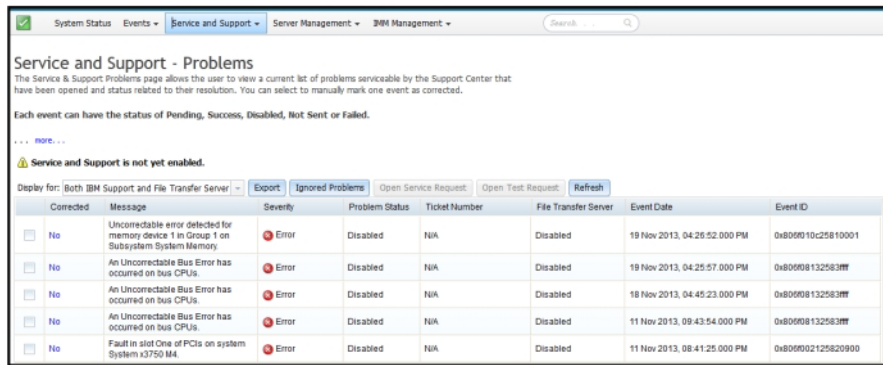 System Status Events Service and Support Server Management IMM Management Search. . .
Service and Support - Problems
The Service & Support Problems page allows the user to view a current list of problems serviceable by the Support Center that
have been opened and status related to their resolution. You can select to manually mark one event as corrected.
Each event can have the status of Pending, Success, Disabled, Not Sent or Failed.
. . . more. . .
Service and Support is not yet enabled.
Display for: Both IBM Support and File Transfer Server Export Ignored Problems Open Service Request Open Test Request Refresh
Corrected Message Severity Problem Status Ticket Number File Transfer Server Event Date Event ID
Uncorrectable error detected for
No memory device 1 in Group 1 on Error Disabled N/A Disabled 19 Nov 2013, 04:26:52.000 PM 0x806f010c25810001
Subsystem System Memory.
An Uncorrectable Bus Error has
No occurred on bus CPUs. Error Disabled N/A Disabled 19 Nov 2013, 04:25:57.000 PM 0x806f08132583ffff
An Uncorrectable Bus Error has
No occurred on bus CPUs. Error Disabled N/A Disabled 18 Nov 2013, 04:45:23.000 PM 0x806f08132583ffff
An Uncorrectable Bus Error has
No occurred on bus CPUs. Error Disabled N/A Disabled 11 Nov 2013, 09:43:54.000 PM 0x806f08132583ffff
Fault in slot One of PCIs on system
No System x3750 M4. Error Disabled N/A Disabled 11 Nov 2013, 08:41:25.000 PM 0x806f002125820900